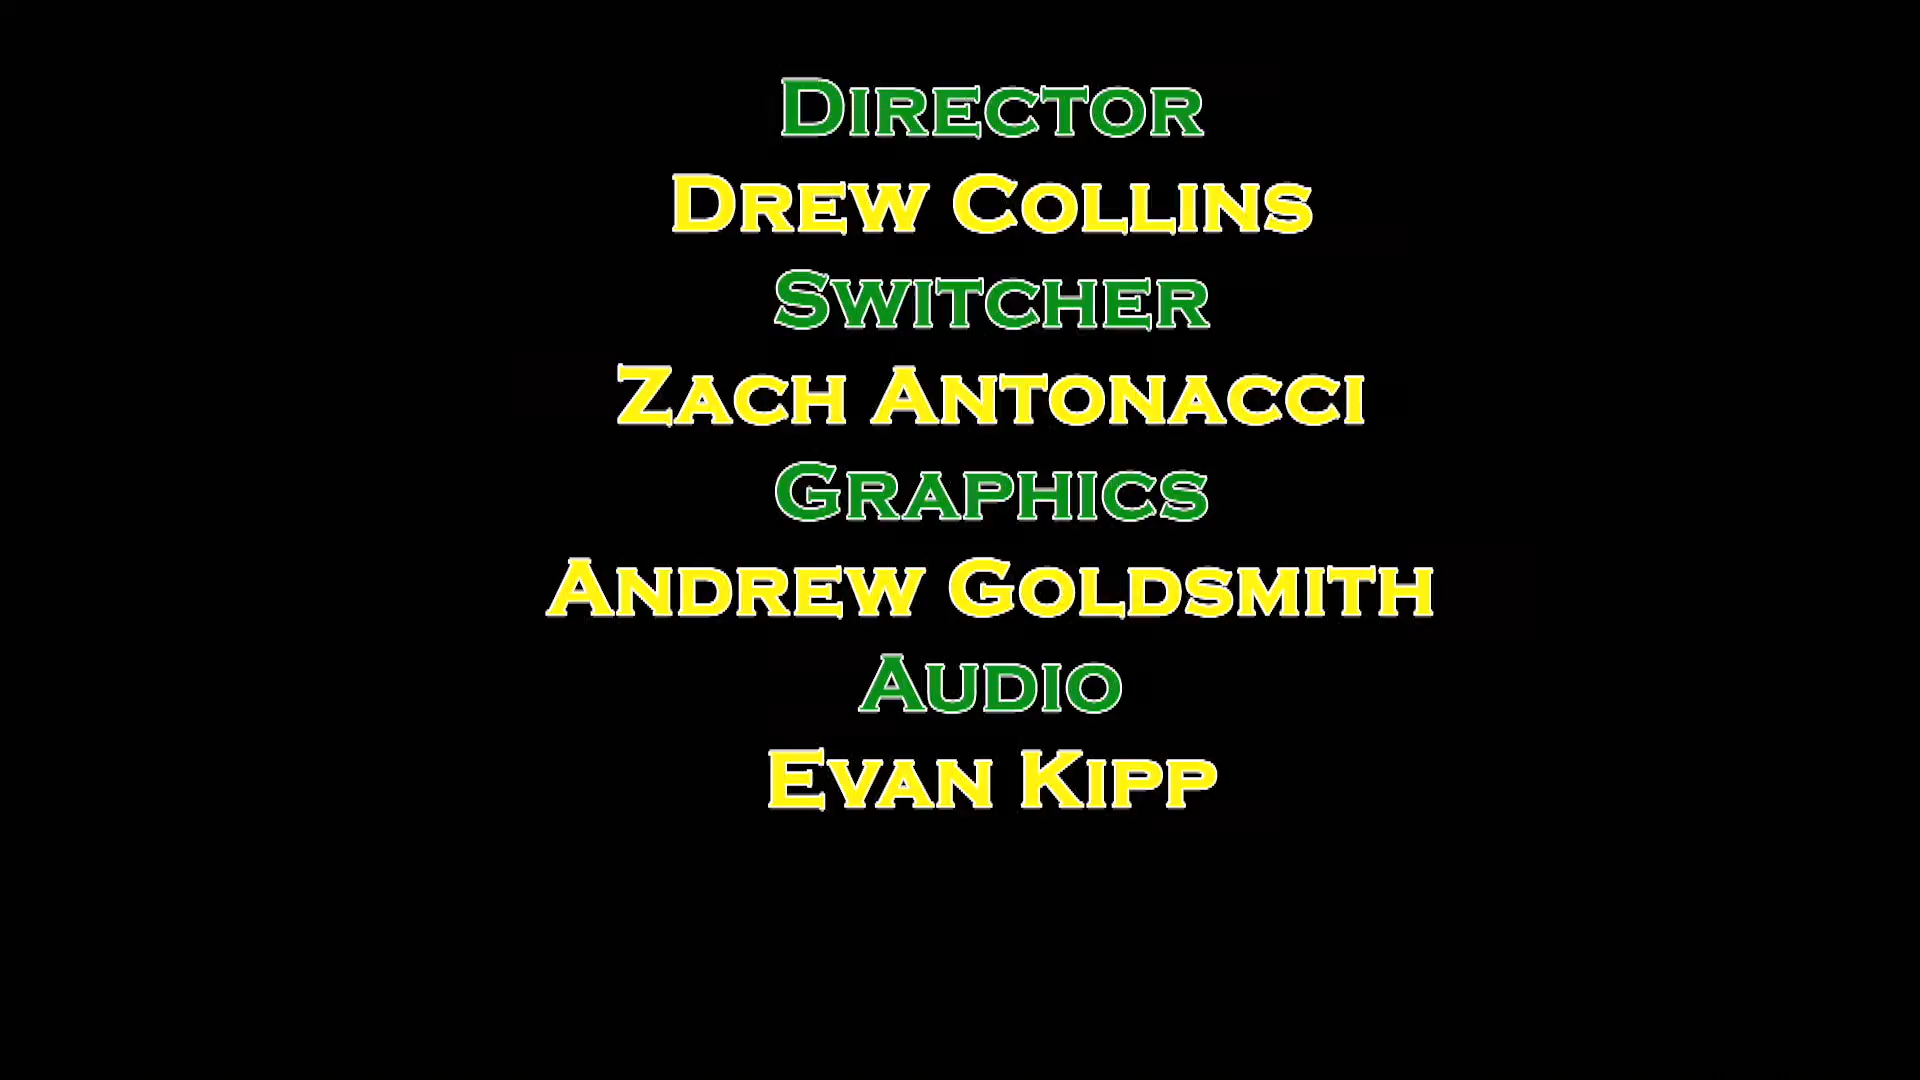 Director
Drew Collins
Switcher
Zach Antonacci
Graphics
Andrew Goldsmith
Audio
Evan Kipp